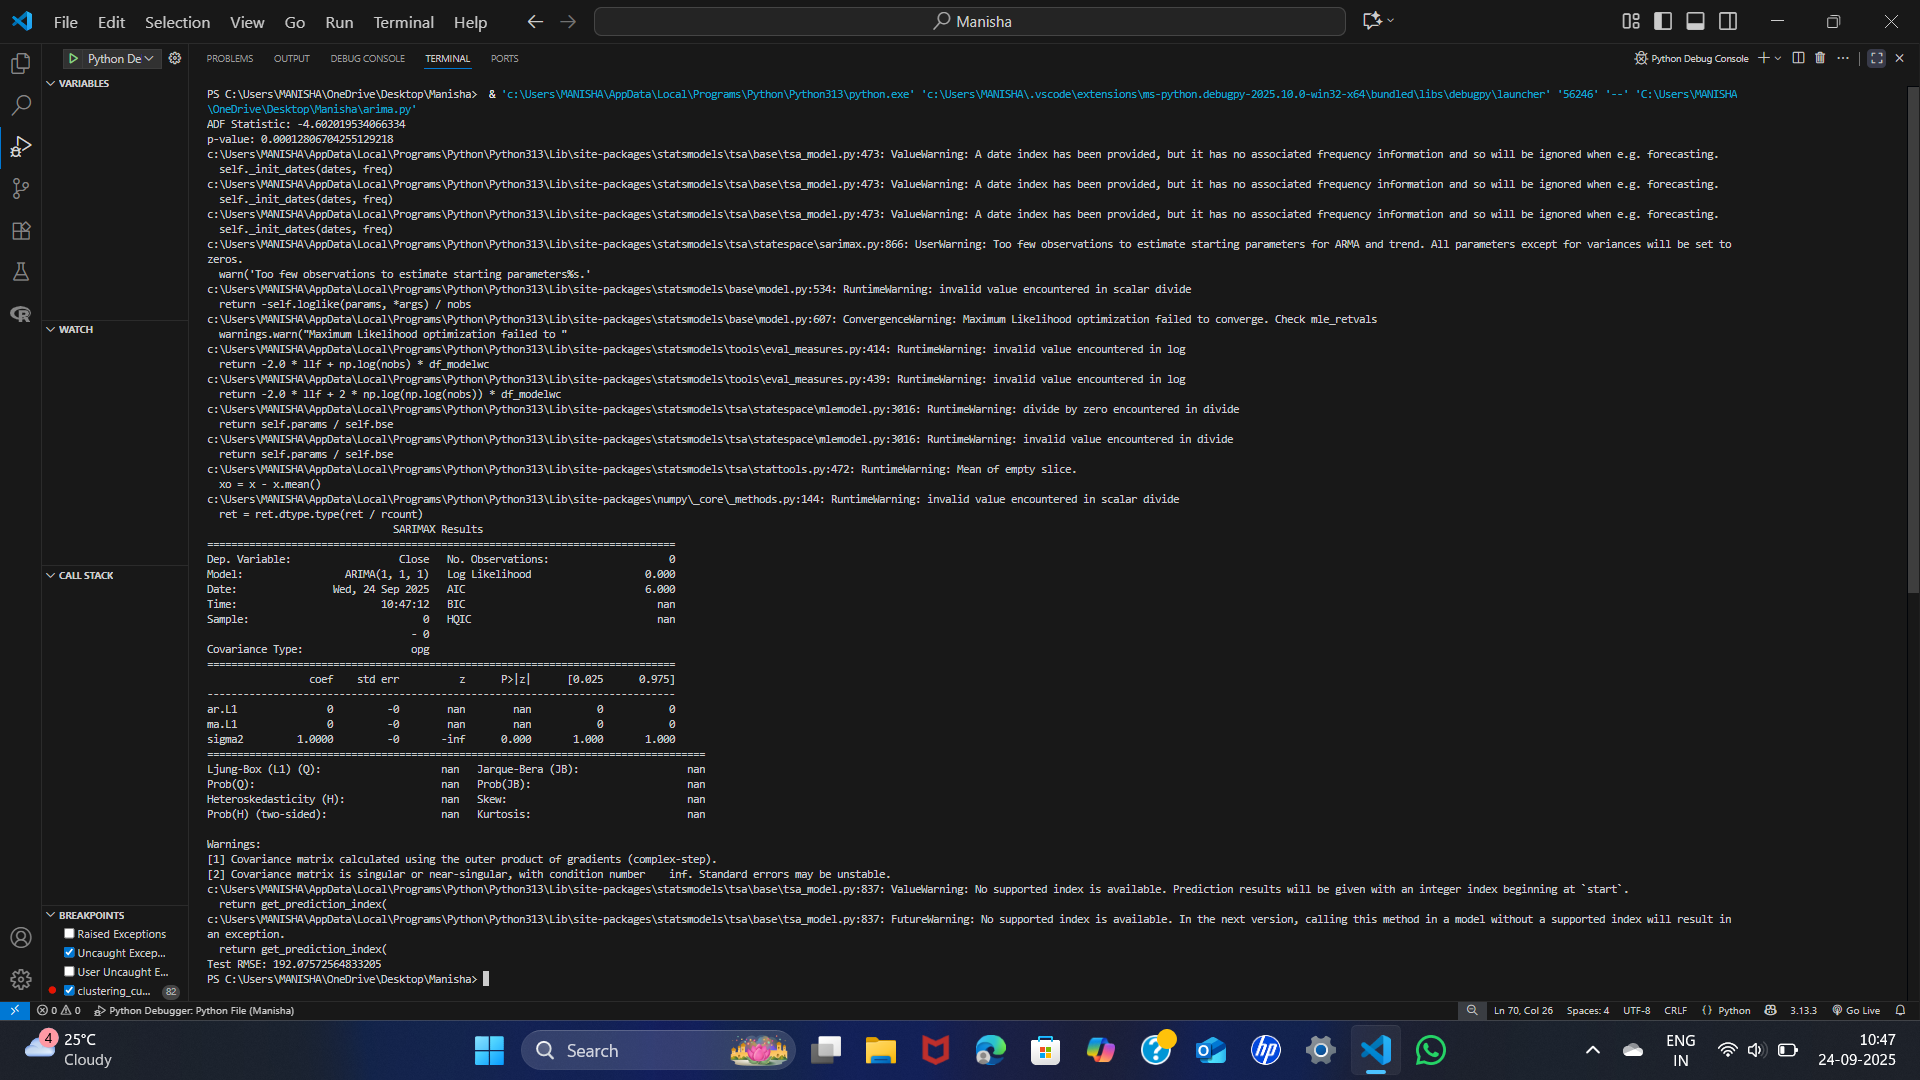 File Edit Selection View Go Run Terminal Help
Manisha
Python De
PROBLEMS OUTPUT DEBUG CONSOLE TERMINAL PORTS
Python Debug Console
VARIABLES
WATCH
CALL STACK
BREAKPOINTS
Raised Exceptions
Uncaught Excep...
User Uncaught E...
clustering_cu... 82
PS C:\Users\MANISHA\OneDrive\Desktop\Manisha> & 'c:\Users\MANISHA\AppData\Local\Programs\Python\Python313\python.exe' 'c:\Users\MANISHA\.vscode\extensions\ms-python.debugpy-2025.10.0-win32-x64\bundled\libs\debugpy\launcher' '56246' '--' 'C:\Users\MANISHA
\OneDrive\Desktop\Manisha\arima.py'
ADF Statistic: -4.602019534066334
p-value: 0.00012806704255129218
c:\Users\MANISHA\AppData\Local\Programs\Python\Python313\Lib\site-packages\statsmodels\tsa\base\tsa_model.py:473: ValueWarning: A date index has been provided, but it has no associated frequency information and so will be ignored when e.g. forecasting.
self._init_dates(dates, freq)
c:\Users\MANISHA\AppData\Local\Programs\Python\Python313\Lib\site-packages\statsmodels\tsa\base\tsa_model.py:473: ValueWarning: A date index has been provided, but it has no associated frequency information and so will be ignored when e.g. forecasting.
self._init_dates(dates, freq)
c:\Users\MANISHA\AppData\Local\Programs\Python\Python313\Lib\site-packages\statsmodels\tsa\base\tsa_model.py:473: ValueWarning: A date index has been provided, but it has no associated frequency information and so will be ignored when e.g. forecasting.
self._init_dates(dates, freq)
c:\Users\MANISHA\AppData\Local\Programs\Python\Python313\Lib\site-packages\statsmodels\tsa\statespace\sarimax.py:866: UserWarning: Too few observations to estimate starting parameters for ARMA and trend. All parameters except for variances will be set to
zeros.
warn('Too few observations to estimate starting parameters%s.'
c:\Users\MANISHA\AppData\Local\Programs\Python\Python313\Lib\site-packages\statsmodels\base\model.py:534: RuntimeWarning: invalid value encountered in scalar divide
return -self.loglike(params, *args) / nobs
c:\Users\MANISHA\AppData\Local\Programs\Python\Python313\Lib\site-packages\statsmodels\base\model.py:607: ConvergenceWarning: Maximum Likelihood optimization failed to converge. Check mle_retvals
warnings.warn("Maximum Likelihood optimization failed to "
c:\Users\MANISHA\AppData\Local\Programs\Python\Python313\Lib\site-packages\statsmodels\tools\eval_measures.py:414: RuntimeWarning: invalid value encountered in log
return -2.0 * llf + np.log(nobs) * df_modelwc
c:\Users\MANISHA\AppData\Local\Programs\Python\Python313\Lib\site-packages\statsmodels\tools\eval_measures.py:439: RuntimeWarning: invalid value encountered in log
return -2.0 * llf + 2 * np.log(np.log(nobs)) * df_modelwc
c:\Users\MANISHA\AppData\Local\Programs\Python\Python313\Lib\site-packages\statsmodels\tsa\statespace\mlemodel.py:3016: RuntimeWarning: divide by zero encountered in divide
return self.params / self.bse
c:\Users\MANISHA\AppData\Local\Programs\Python\Python313\Lib\site-packages\statsmodels\tsa\statespace\mlemodel.py:3016: RuntimeWarning: invalid value encountered in divide
return self.params / self.bse
c:\Users\MANISHA\AppData\Local\Programs\Python\Python313\Lib\site-packages\statsmodels\tsa\stattools.py:472: RuntimeWarning: Mean of empty slice.
xo = x - x.mean()
c:\Users\MANISHA\AppData\Local\Programs\Python\Python313\Lib\site-packages\numpy\_core\_methods.py:144: RuntimeWarning: invalid value encountered in scalar divide
ret = ret.dtype.type(ret / rcount)
SARIMAX Results
==============================================================================
Dep. Variable: Close No. Observations: 0
Model: ARIMA(1, 1, 1) Log Likelihood 0.000
Date: Wed, 24 Sep 2025 AIC 6.000
Time: 10:47:12 BIC nan
Sample: 0 HQIC nan
- 0
Covariance Type: opg
==============================================================================
coef std err z P>|z| [0.025 0.975]
------------------------------------------------------------------------------
ar.L1 0 -0 nan nan 0 0
ma.L1 0 -0 nan nan 0 0
sigma2 1.0000 -0 -inf 0.000 1.000 1.000
===================================================================================
Ljung-Box (L1) (Q): nan Jarque-Bera (JB): nan
Prob(Q): nan Prob(JB): nan
Heteroskedasticity (H): nan Skew: nan
Prob(H) (two-sided): nan Kurtosis: nan
Warnings:
[1] Covariance matrix calculated using the outer product of gradients (complex-step).
[2] Covariance matrix is singular or near-singular, with condition number inf. Standard errors may be unstable.
c:\Users\MANISHA\AppData\Local\Programs\Python\Python313\Lib\site-packages\statsmodels\tsa\base\tsa_model.py:837: ValueWarning: No supported index is available. Prediction results will be given with an integer index beginning at `start`.
return get_prediction_index(
c:\Users\MANISHA\AppData\Local\Programs\Python\Python313\Lib\site-packages\statsmodels\tsa\base\tsa_model.py:837: FutureWarning: No supported index is available. In the next version, calling this method in a model without a supported index will result in
an exception.
return get_prediction_index(
Test RMSE: 192.07572564833205
PS C:\Users\MANISHA\OneDrive\Desktop\Manisha>
0 0 Python Debugger: Python File (Manisha)
Ln 70, Col 26 Spaces: 4 UTF-8 CRLF {} Python 3.13.3 Go Live
4
25°C
Cloudy
Search
hp
ENG
IN
10:47
24-09-2025